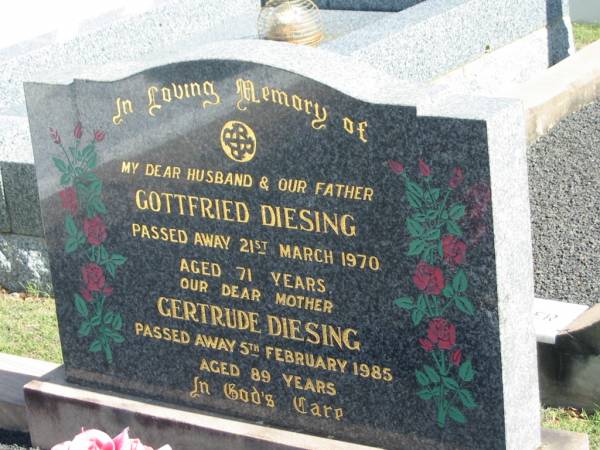 In Loving Memory of
MY DEAR HUSBAND & OUR FATHER
GOTTFRIED DIESING
PASSED AWAY 21ST MARCH 1970
AGED 71 YEARS
OUR DEAR MOTHER
GERTRUDE DIESING
PASSED AWAY 5TH FEBRUARY 1985
AGED 89 YEARS
In God's Care